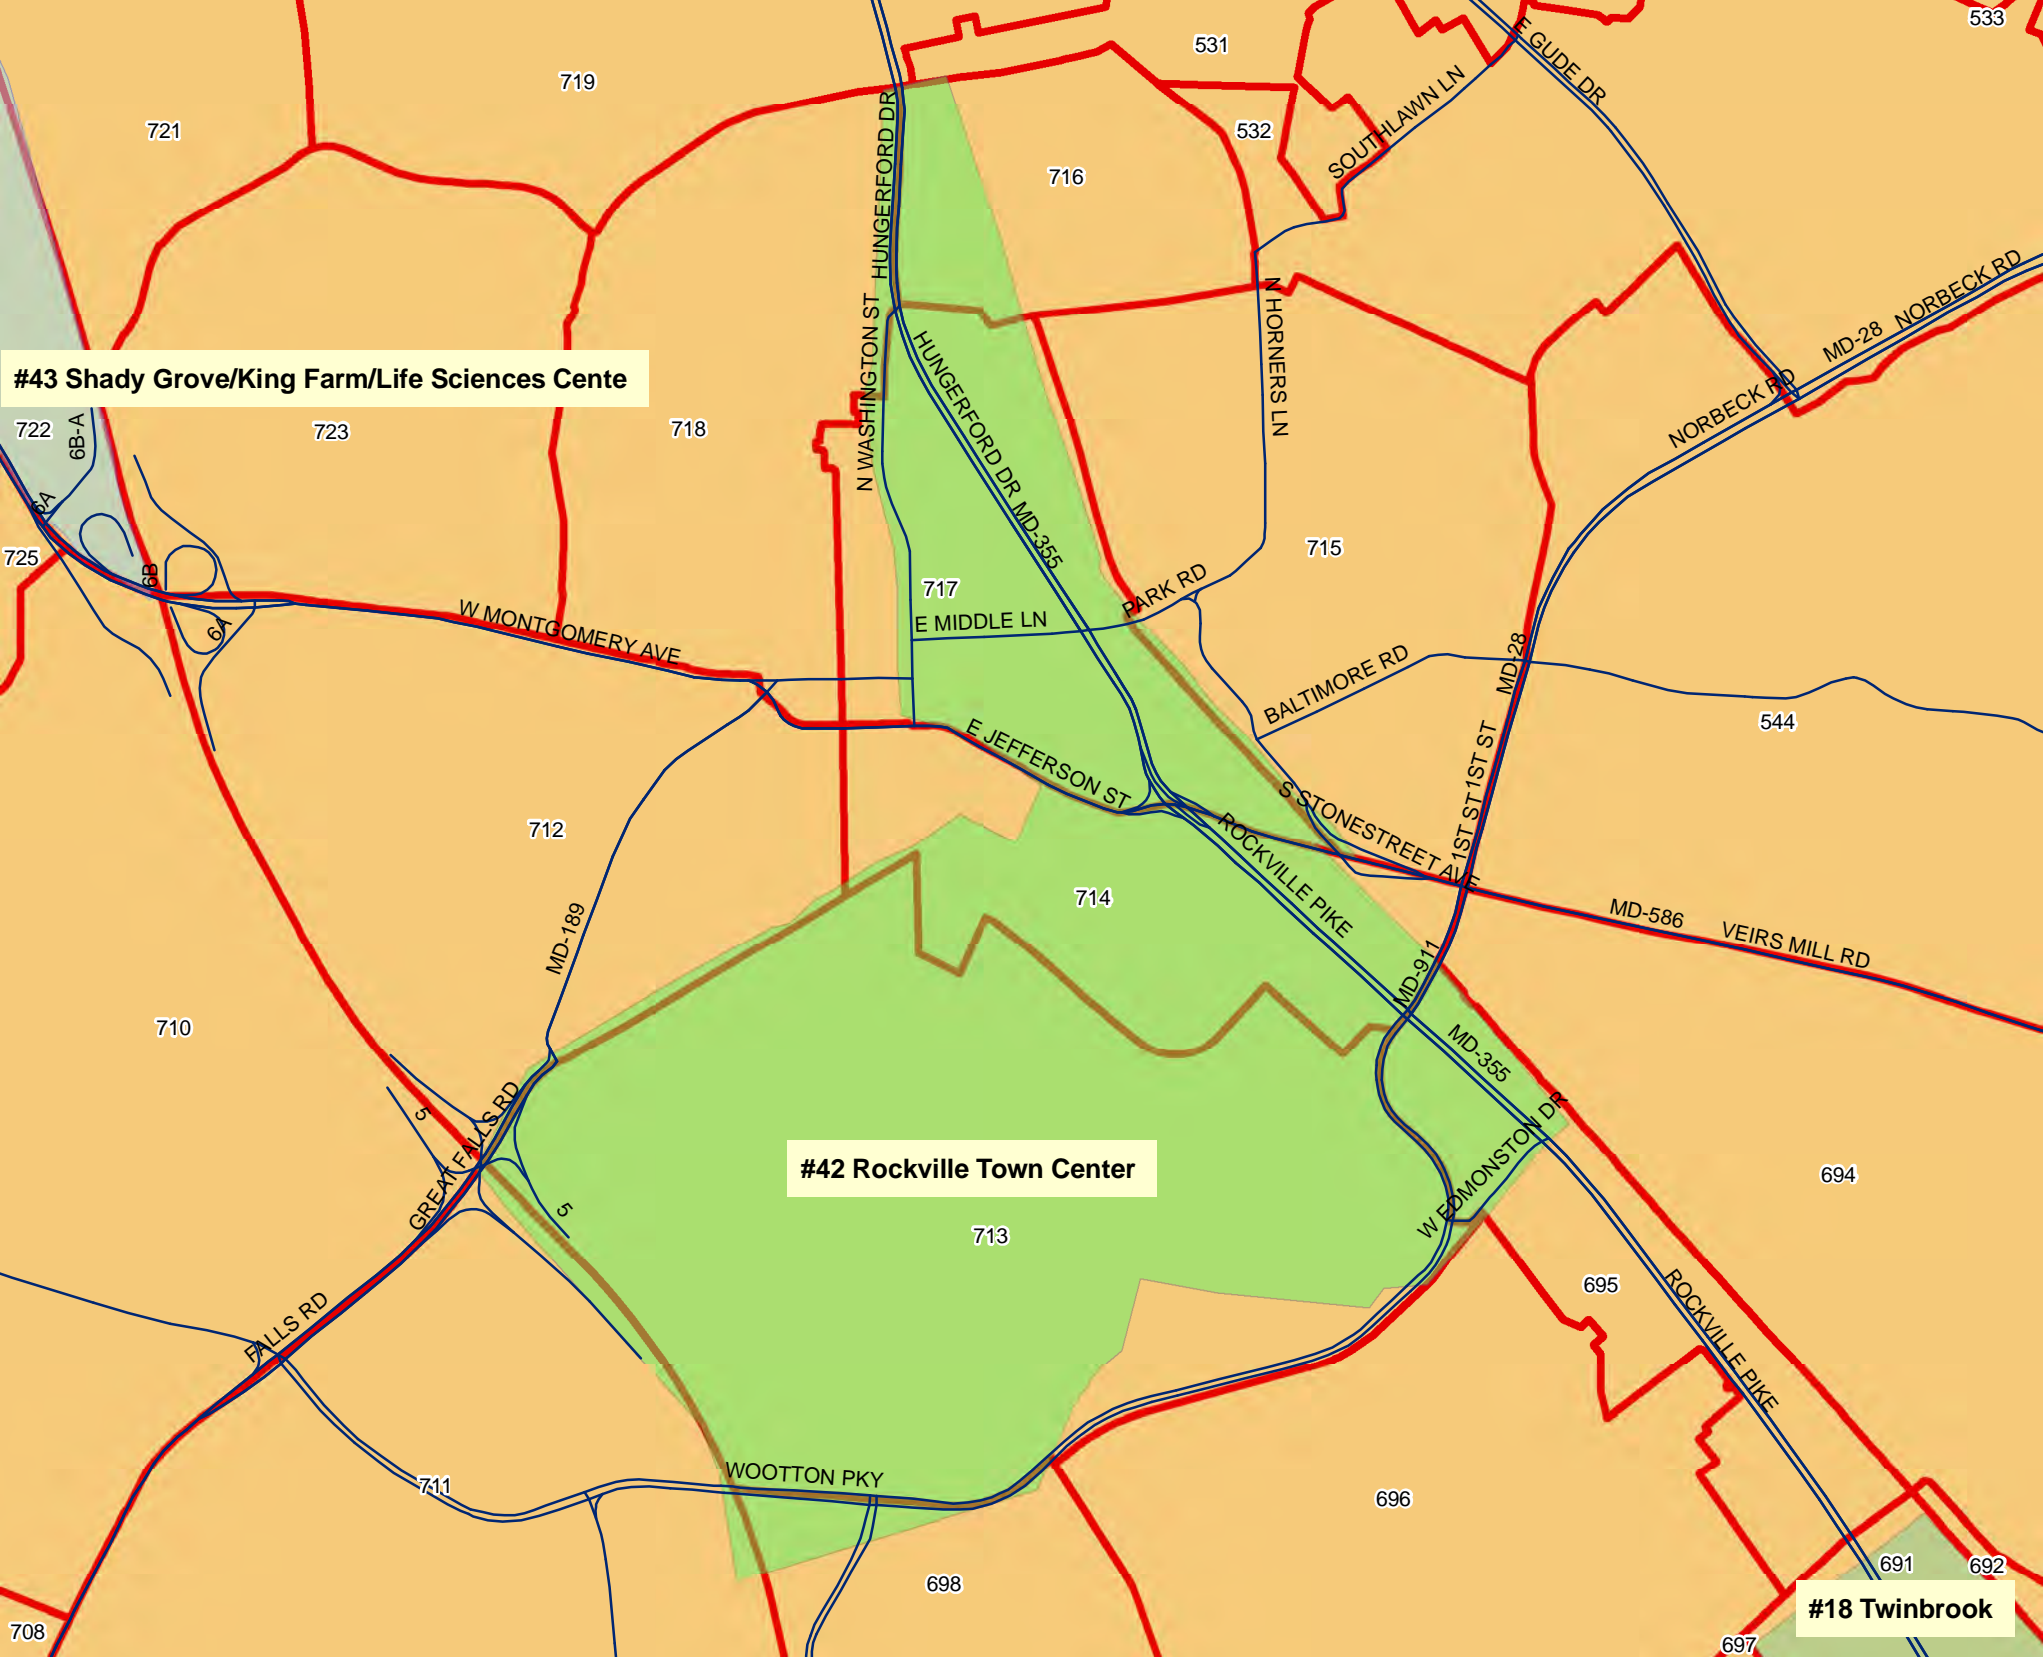 533
531
E GUDE DR
719
721
532
SOUTHLAWN LN
716
HUNGERFORD DR
HUNGERFORD DR
N HORNERS LN
MD-28
NORBECK RD
N WASHINGTON ST
#43 Shady Grove/King Farm/Life Sciences Cente
HUNGERFORD DR
MD-355
NORBECK RD
722
6B-A
723
718
6A
725
6B
717
715
PARK RD
W MONTGOMERY AVE
6A
E MIDDLE LN
BALTIMORE RD
MD-28
544
E JEFFERSON ST
1ST ST
1ST ST
S STONESTREET AVE
712
ROCKVILLE PIKE
714
MD-189
MD-586
VEIRS MILL RD
MD-911
710
MD-355
5
GREAT FALLS RD
W EDMONSTON DR
#42 Rockville Town Center
694
5
713
695
FALLS RD
ROCKVILLE PIKE
WOOTTON PKY
711
696
698
691
692
#18 Twinbrook
708
697